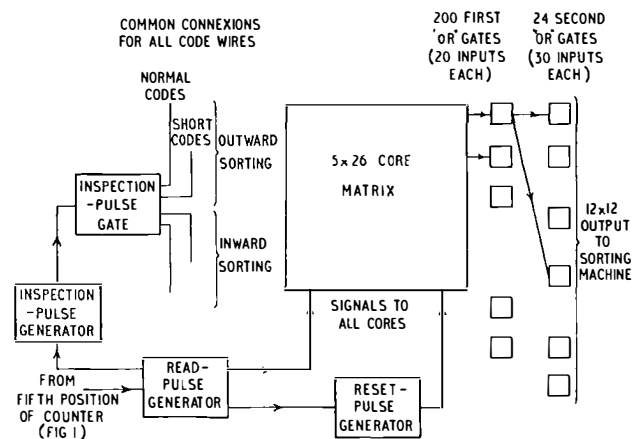 COMMON CONNEXIONS
FOR ALL CODE WIRES
NORMAL
CODES
SHORT
CODES
OUTWARD
SORTING
INWARD
SORTING
INSPECTION
-PULSE
GATE
INSPECTION
-PULSE
GENERATOR
FROM
FIFTH POSITION
OF COUNTER
(FIG 1)
READ-
PULSE
GENERATOR
RESET-
PULSE
GENERATOR
SIGNALS TO
ALL CORES
5 x 26 CORE
MATRIX
200 FIRST
"OR" GATES
(20 INPUTS
EACH)
24 SECOND
"OR" GATES
(30 INPUTS
EACH)
12x12
OUTPUT
TO
SORTING
MACHINE